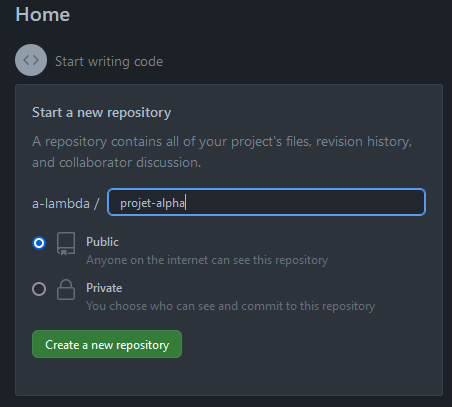 Home
Start writing code
Start a new repository
A repository contains all of your project's files, revision history,
and collaborator discussion.
a-lambda / projet-alpha
Public
Anyone on the internet can see this repository
Private
You choose who can see and commit to this repository
Create a new repository